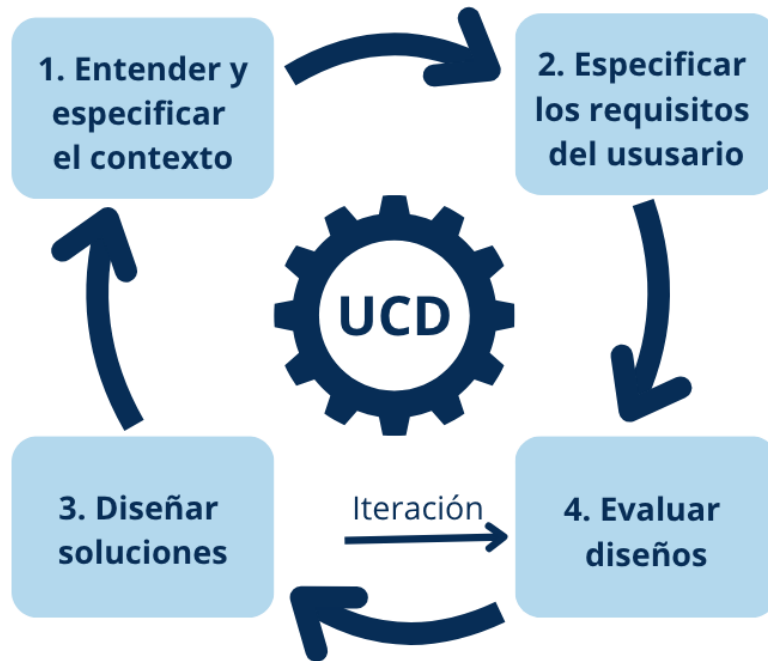 1. Entender y
especificar
el contexto
2. Especificar
los requisitos
del ususario
UCD
3. Diseñar
soluciones
Iteración
4. Evaluar
diseños